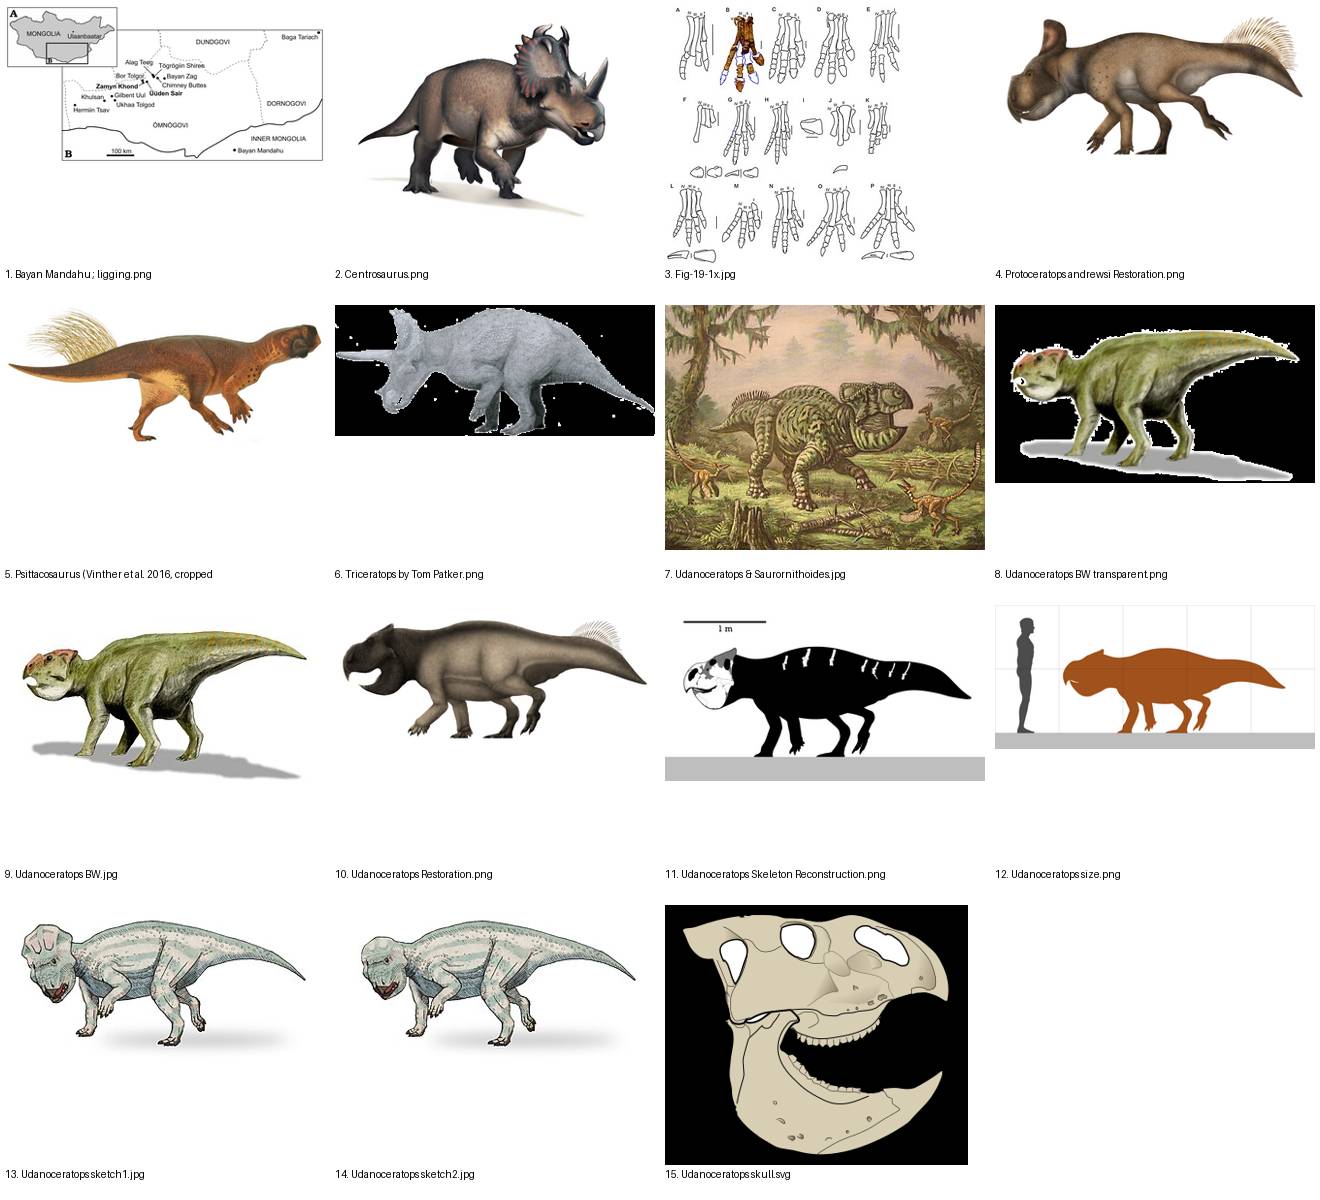 A
MONGOLIA
Ulaanbaatar
B
Baga Tariach
DUNDGOVI
Alag Teeg
Tögrögiin Shiree
Bor Tolgoi
Bayan Zag
Zamyn Khond
Chimney Buttes
Khulsan
Gilbent Uul
Üüden Sair
Hermiin Tsav
Ukhaa Tolgod
DORNOGOVI
ÖMNÖGOVI
INNER MONGOLIA
B
100 km
Bayan Mandahu
A B C D E
F G H I J K
L M N O P
1. Bayan Mandahu; ligging.png
2. Centrosaurus.png
3. Fig-19-1x.jpg
4. Protoceratops andrewsi Restoration.png
5. Psittacosaurus (Vinther et al. 2016, cropped
6. Triceratops by Tom Patker.png
7. Udanoceratops & Saurornithoides.jpg
8. Udanoceratops BW transparent.png
1 m
9. Udanoceratops BW.jpg
10. Udanoceratops Restoration.png
11. Udanoceratops Skeleton Reconstruction.png
12. Udanoceratops size.png
13. Udanoceratops sketch1.jpg
14. Udanoceratops sketch2.jpg
15. Udanoceratops skull.svg